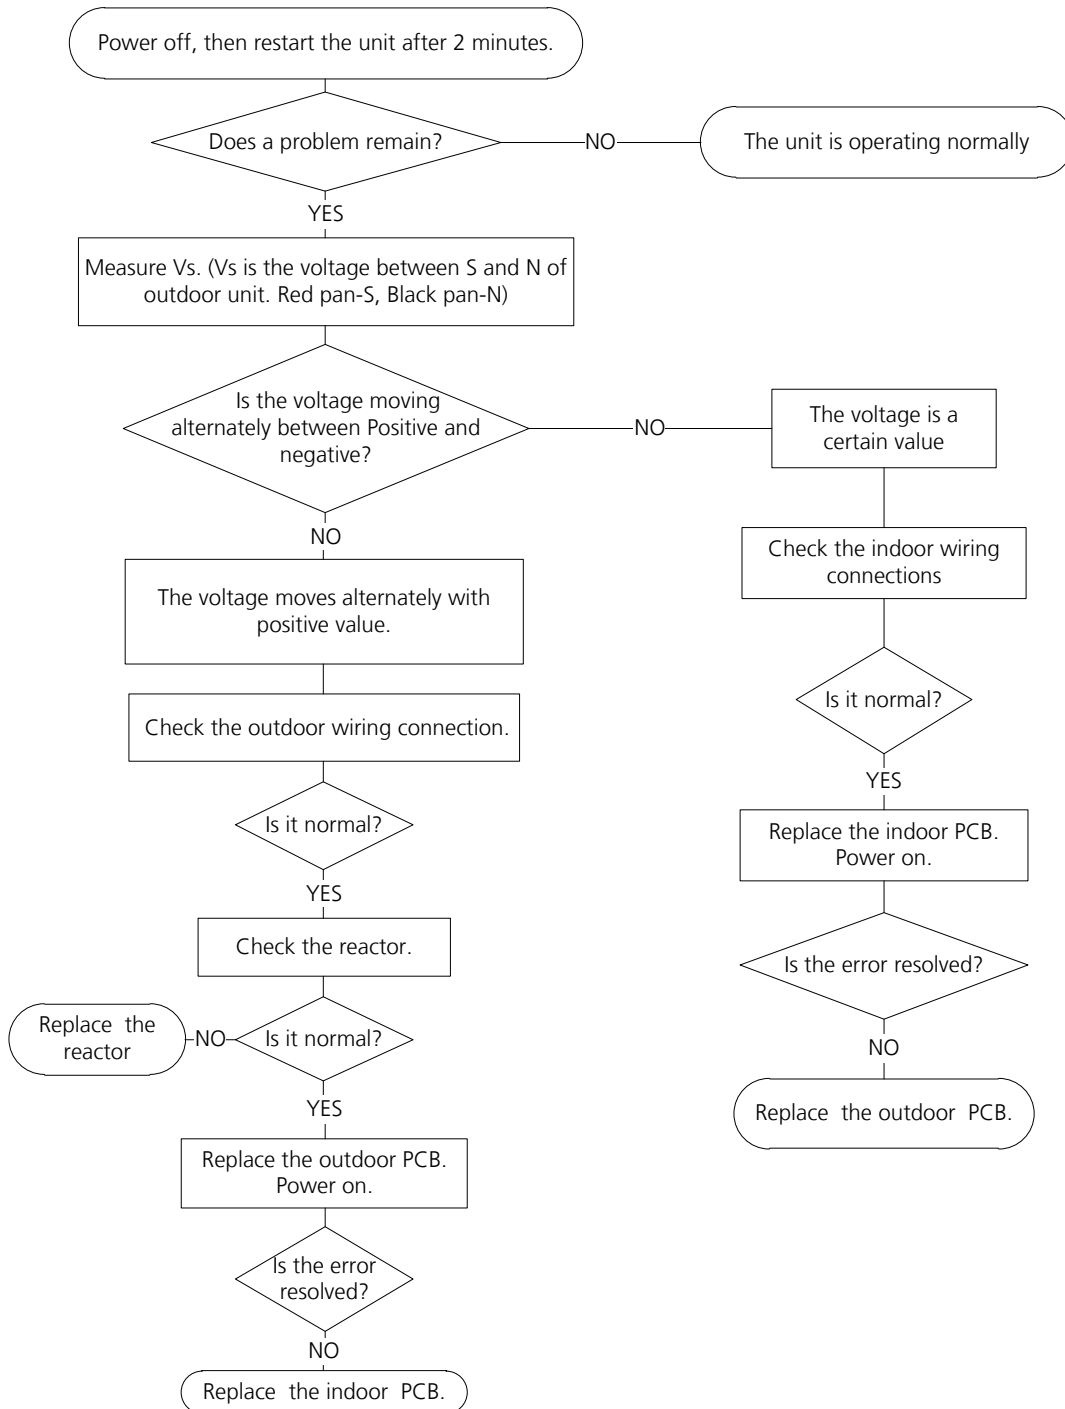 Power off, then restart the unit after 2 minutes.
Does a problem remain?
NO
The unit is operating normally
YES
Measure Vs. (Vs is the voltage between S and N of
outdoor unit. Red pan-S, Black pan-N)
Is the voltage moving
alternately between Positive and
negative?
NO
The voltage is a
certain value
NO
The voltage moves alternately with
positive value.
Check the outdoor wiring connection.
Is it normal?
YES
Check the reactor.
Is it normal?
NO
Replace the
reactor
YES
Replace the outdoor PCB.
Power on.
Is the error
resolved?
NO
Replace the indoor PCB.
Check the indoor wiring
connections
Is it normal?
YES
Replace the indoor PCB.
Power on.
Is the error resolved?
NO
Replace the outdoor PCB.